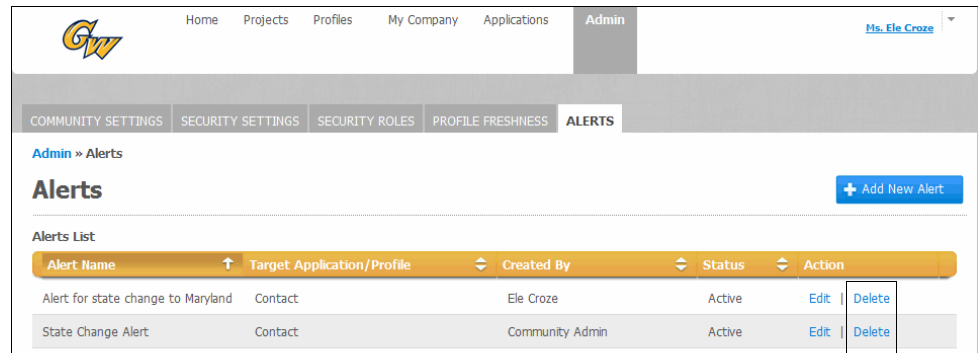 GW
Home Projects Profiles My Company Applications Admin Ms. Ele Croze
COMMUNITY SETTINGS SECURITY SETTINGS SECURITY ROLES PROFILE FRESHNESS ALERTS
Admin » Alerts
Alerts
+ Add New Alert
Alerts List
Alert Name Target Application/Profile Created By Status Action
Alert for state change to Maryland Contact Ele Croze Active Edit | Delete
State Change Alert Contact Community Admin Active Edit | Delete